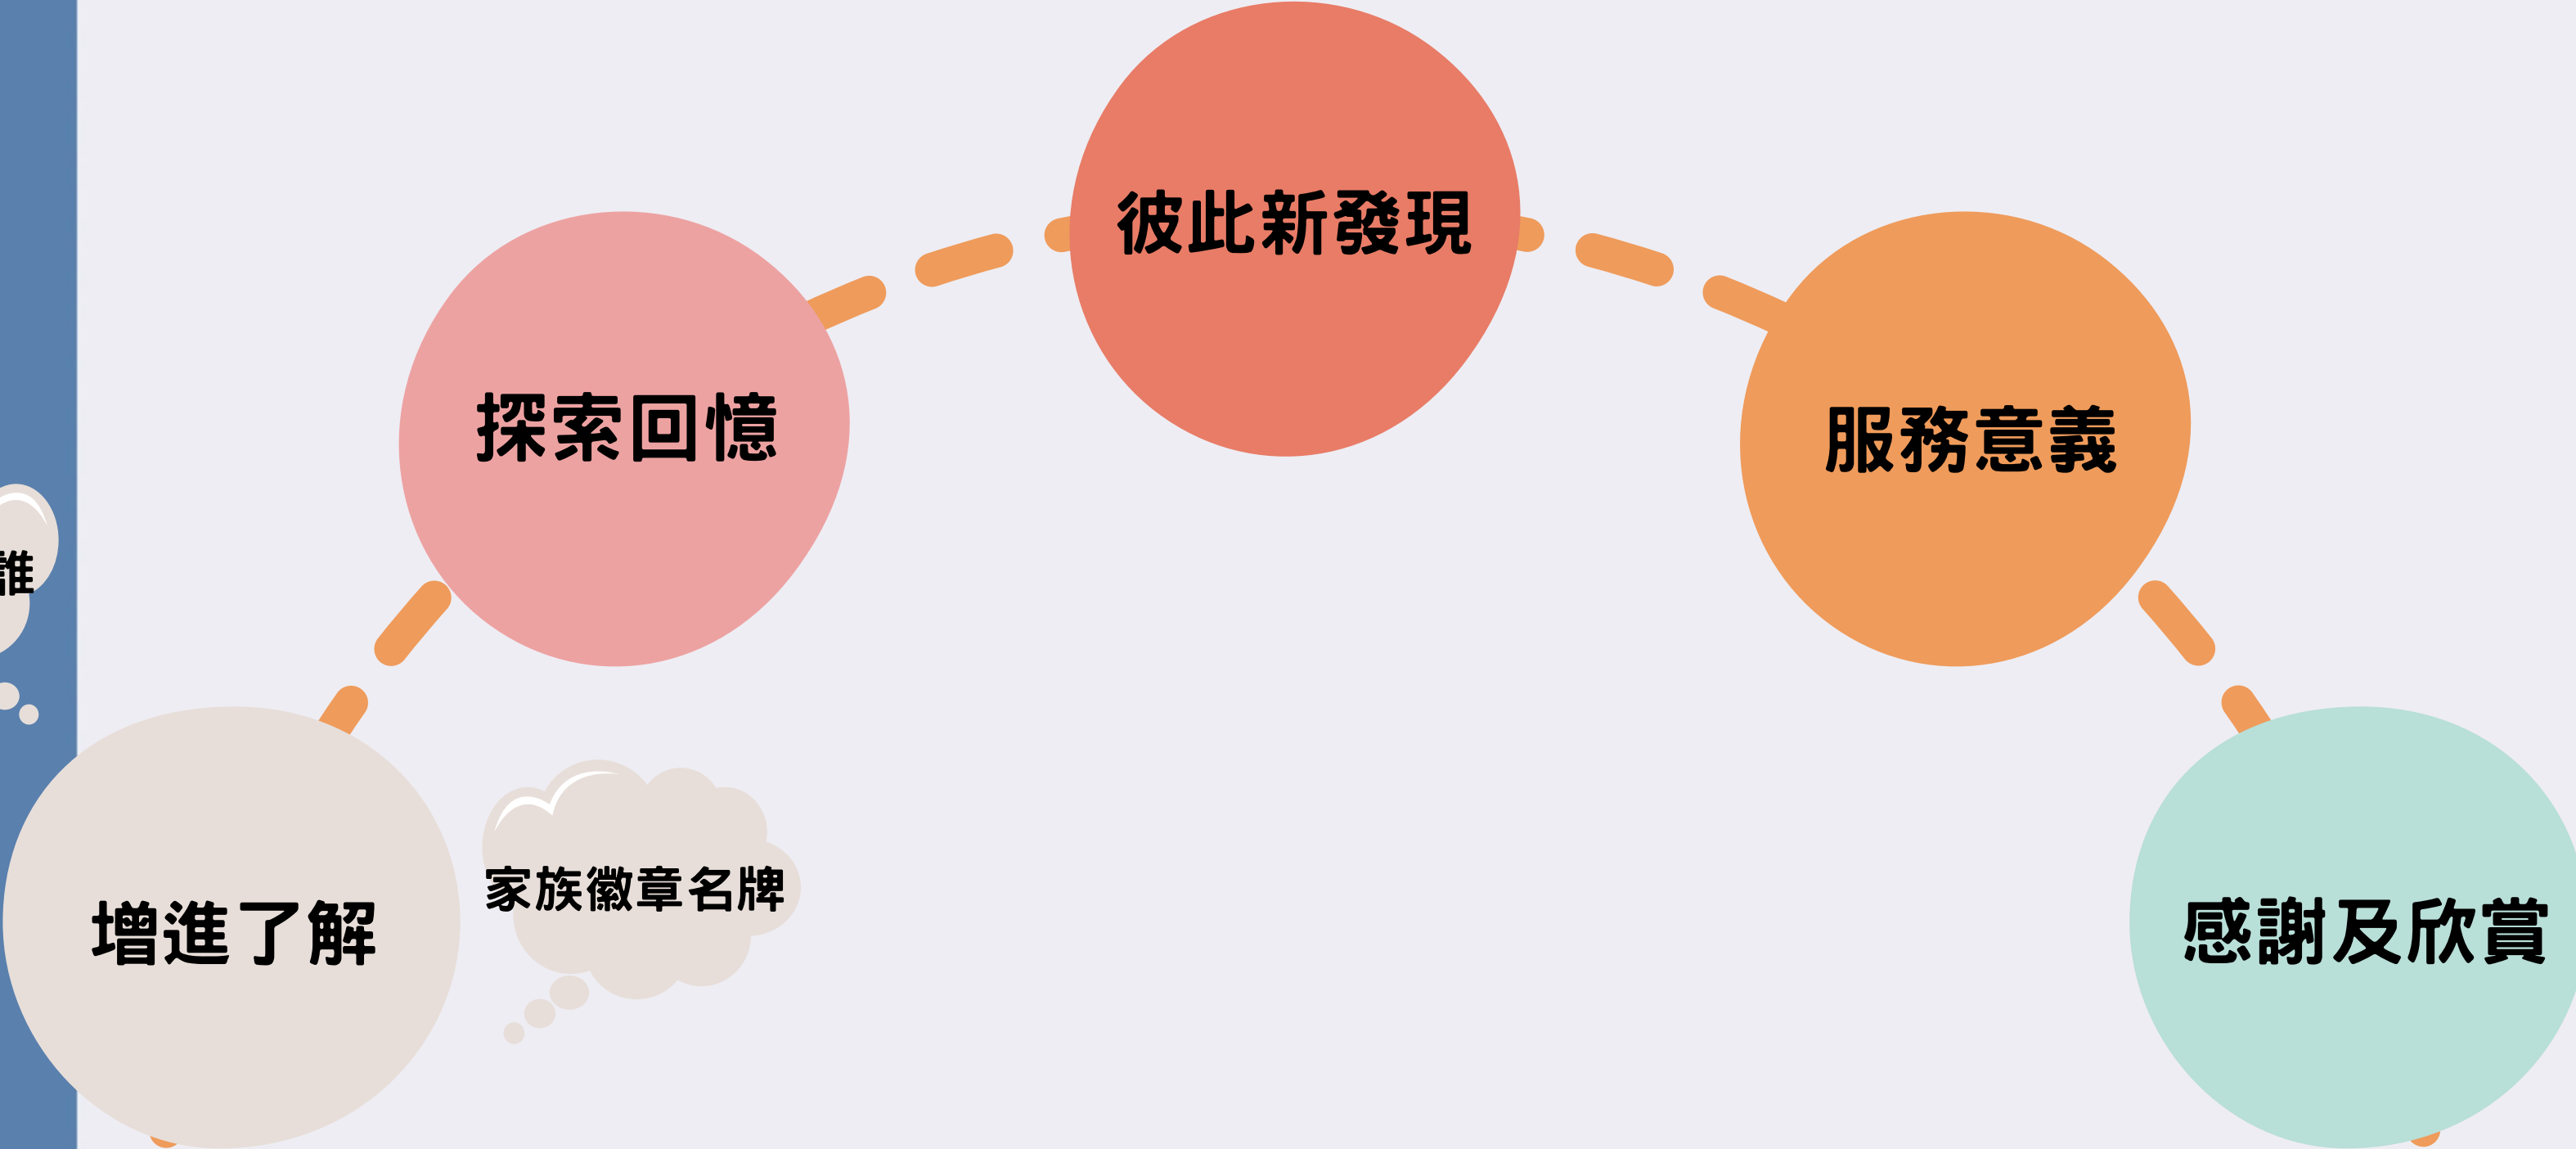 彼此新發現
探索回憶
服務意義
誰
家族徽章名牌
增進了解
感謝及欣賞